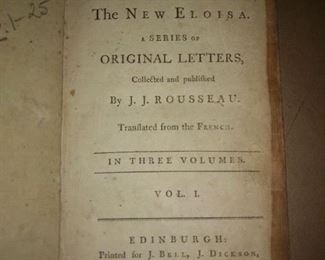 The New Eloisa.
A SERIES OF
ORIGINAL LETTERS,
Collected and published
By J. J. ROUSSEAU.
Translated from the French.
IN THREE VOLUMES.
VOL. I.
EDINBURGH:
Printed for J. Bell, J. Dickson,